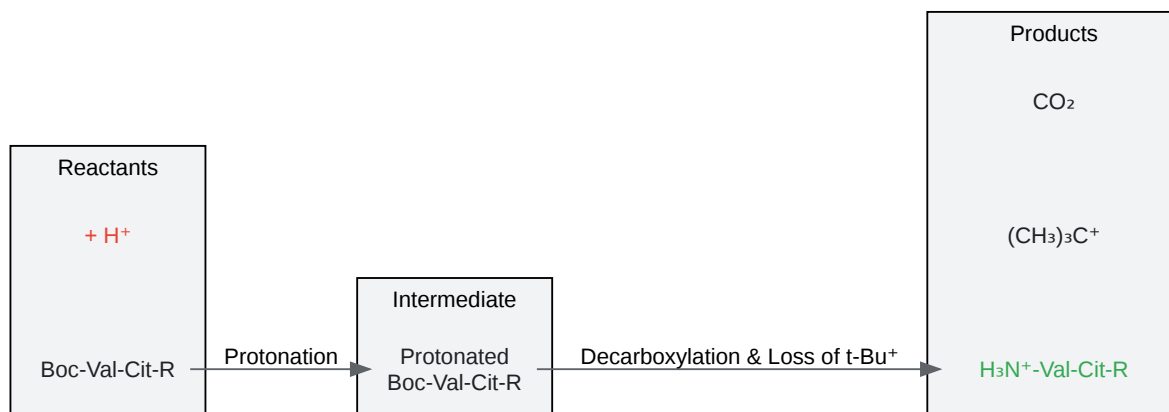 Reactants
+ H⁺
Boc-Val-Cit-R
Protonation
Intermediate
Protonated
Boc-Val-Cit-R
Decarboxylation & Loss of t-Bu⁺
Products
CO₂
(CH₃)₃C⁺
H₃N⁺-Val-Cit-R